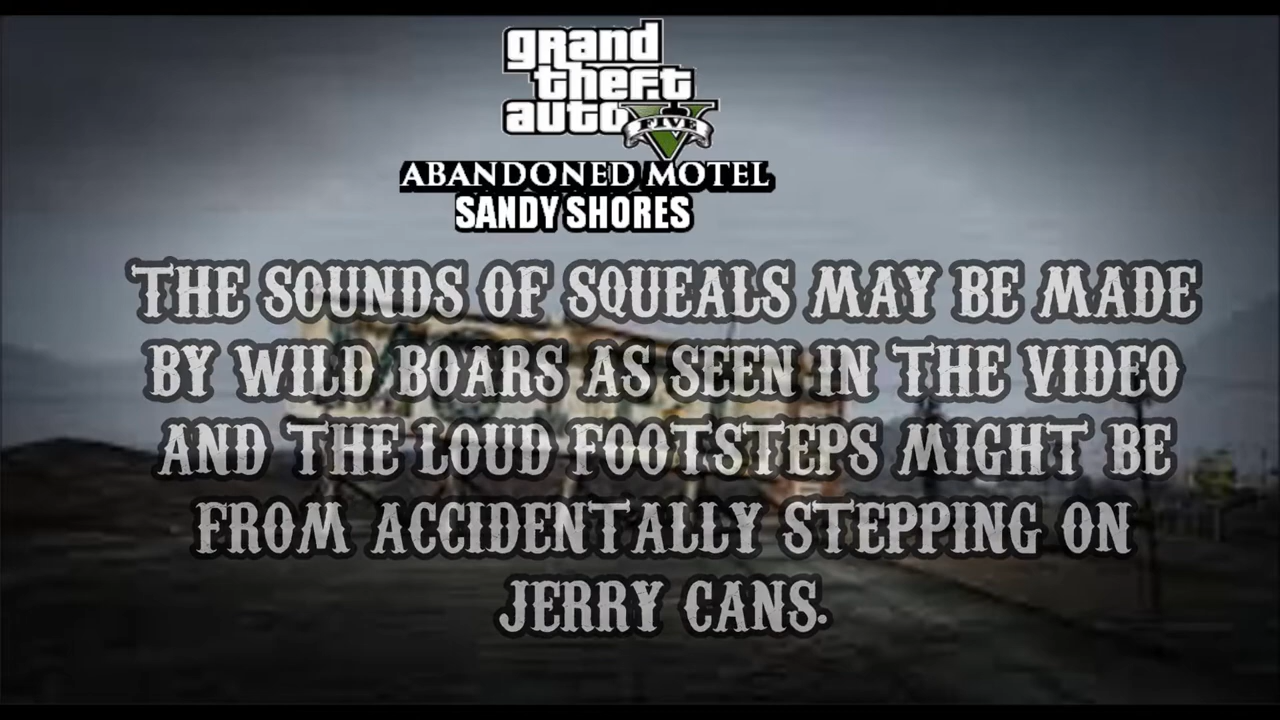 grand
theft
auto
FIVE
ABANDONED MOTEL
SANDY SHORES
THE SOUNDS OF SQUEALS MAY BE MADE
BY WILD BOARS AS SEEN IN THE VIDEO
AND THE LOUD FOOTSTEPS MIGHT BE
FROM ACCIDENTALLY STEPPING ON
JERRY CANS.